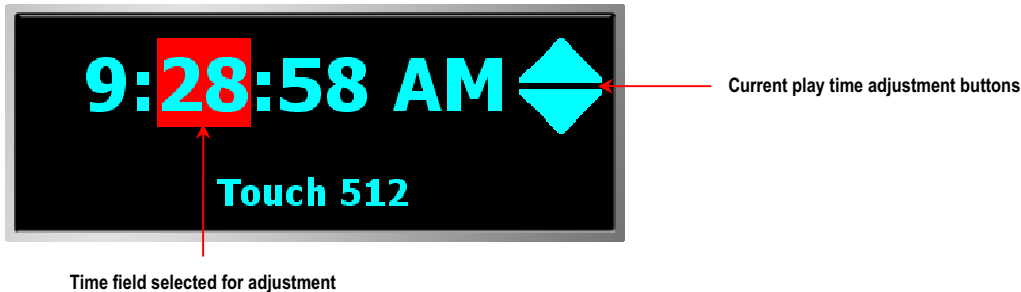 9:28:58 AM
Current play time adjustment buttons
Touch 512
Time field selected for adjustment